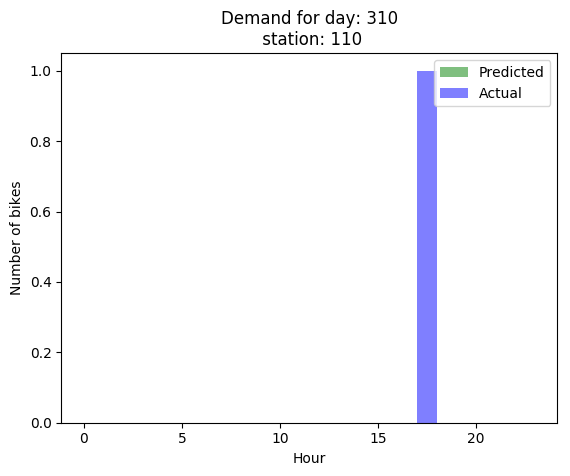 Demand for day: 310
station: 110
Predicted
Actual
1.0
0.8
0.6
0.4
0.2
0.0
Number of bikes
0 5 10 15 20
Hour